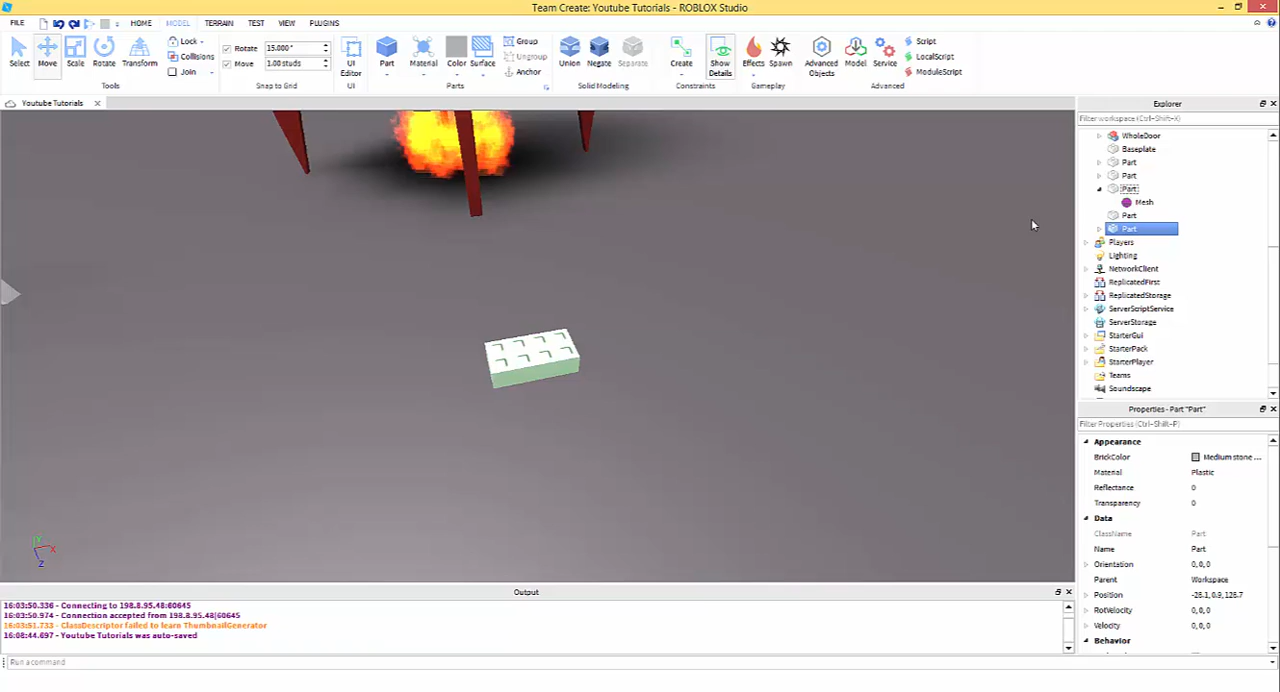 Team Create: Youtube Tutorials - ROBLOX Studio
FILE HOME MODEL TERRAIN TEST VIEW PLUGINS
Select Move Scale Rotate Transform
Lock
Collisions
Join
Tools
Rotate 15.000°
Move 1.00 studs
Snap to Grid
UI Editor
UI
Part Material Color Surface
Group
Ungroup
Anchor
Parts
Union Negate Separate
Solid Modeling
Create Show Details
Constraints
Effects Spawn
Gameplay
Advanced Objects Model Service
Script
LocalScript
ModuleScript
Advanced
Youtube Tutorials
Explorer
Filter workspace (Ctrl+Shift+X)
WholeDoor
Baseplate
Part
Part
Part
Mesh
Part
Part
Players
Lighting
NetworkClient
ReplicatedFirst
ReplicatedStorage
ServerScriptService
ServerStorage
StarterGui
StarterPack
StarterPlayer
Teams
Soundscape
Properties - Part "Part"
Filter Properties (Ctrl+Shift+P)
Appearance
BrickColor Medium stone ...
Material Plastic
Reflectance 0
Transparency 0
Data
ClassName Part
Name Part
Orientation 0, 0, 0
Parent Workspace
Position -26.1, 0.9, 128.7
RotVelocity 0, 0, 0
Velocity 0, 0, 0
Behavior
Y
X
Z
Output
16:03:50.336 - Connecting to 198.8.95.48:60645
16:03:50.974 - Connection accepted from 198.8.95.48|60645
16:03:51.733 - ClassDescriptor failed to learn ThumbnailGenerator
16:08:44.697 - Youtube Tutorials was auto-saved
Run a command